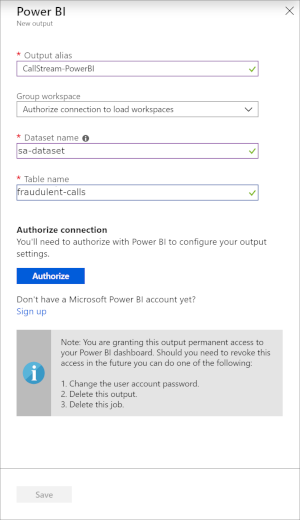 Power BI
New output
* Output alias
CallStream-PowerBI
Group workspace
Authorize connection to load workspaces
* Dataset name
sa-dataset
* Table name
fraudulent-calls
Authorize connection
You'll need to authorize with Power BI to configure your output
settings.
Authorize
Don't have a Microsoft Power BI account yet?
Sign up
Note: You are granting this output permanent access to
your Power BI dashboard. Should you need to revoke this
access in the future you can do one of the following:
1. Change the user account password.
2. Delete this output.
3. Delete this job.
Save